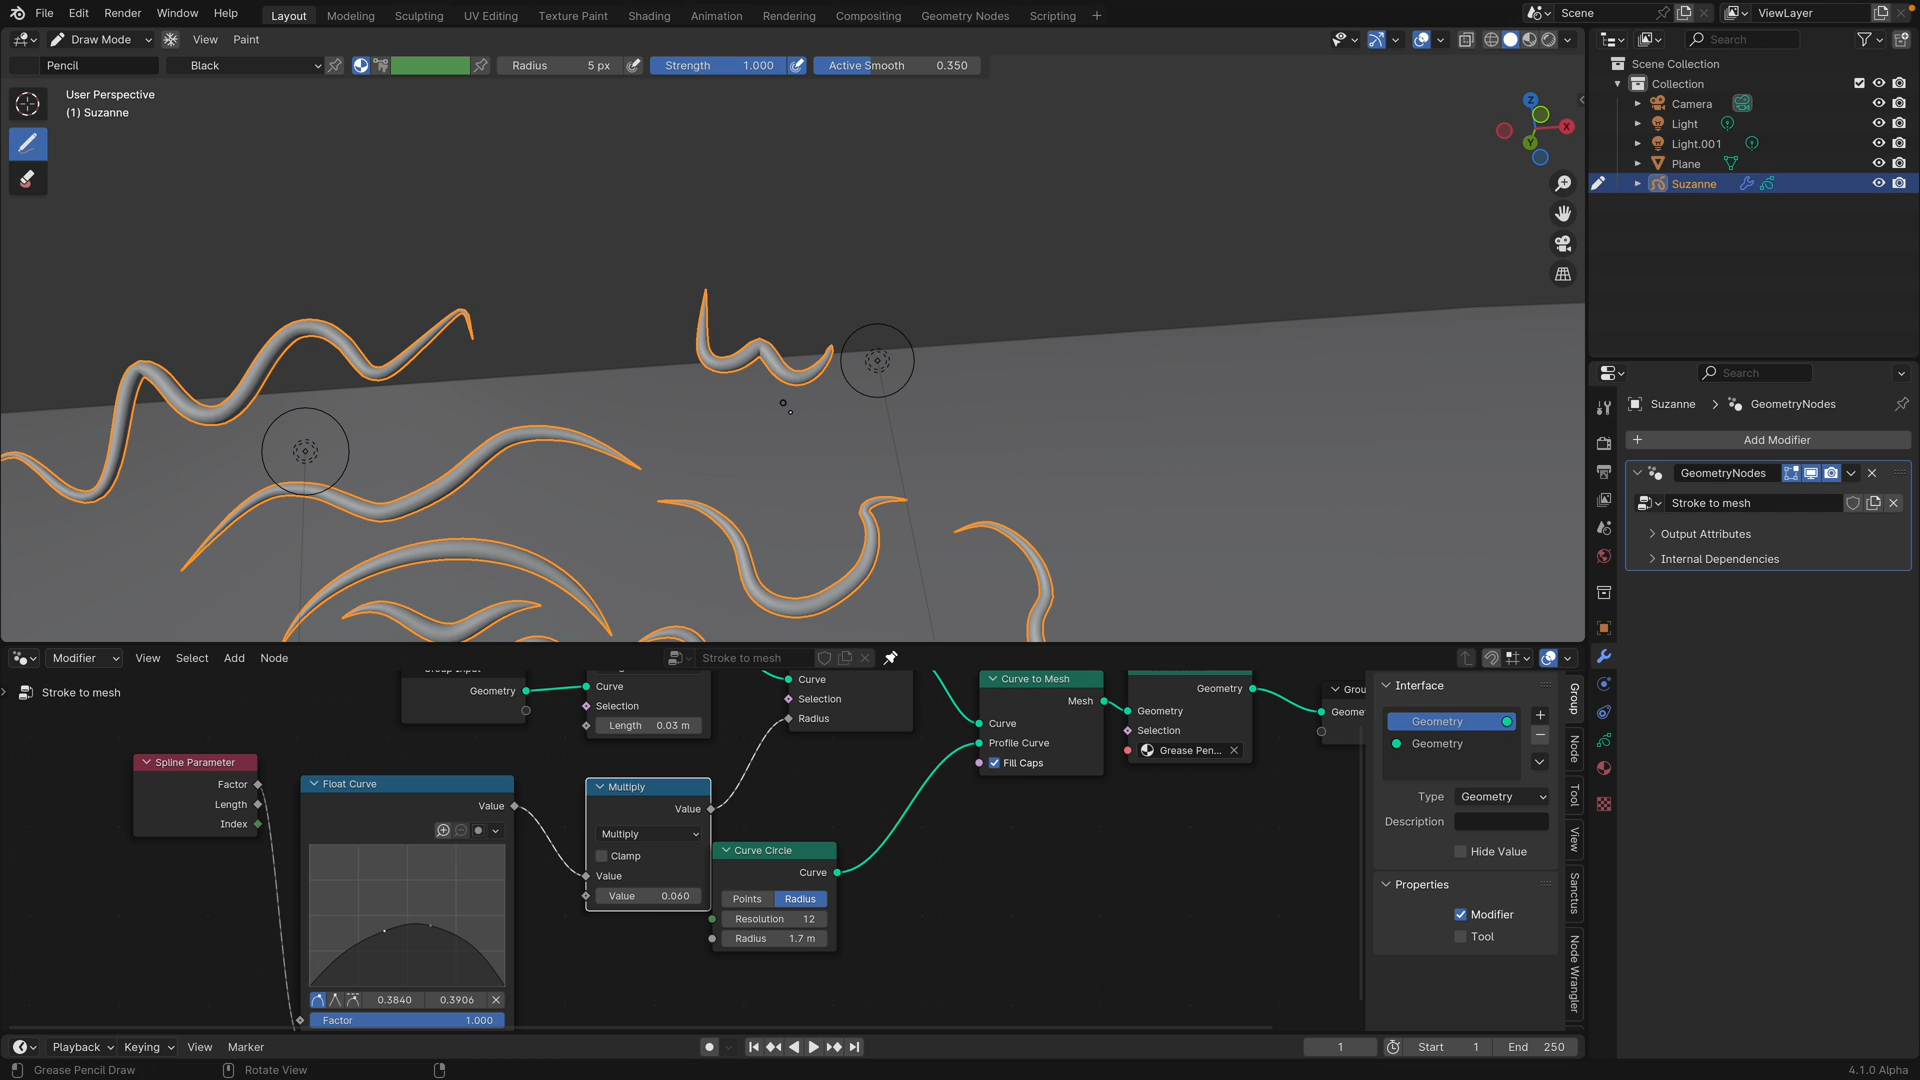 File Edit Render Window Help Layout Modeling Sculpting UV Editing Texture Paint Shading Animation Rendering Compositing Geometry Nodes Scripting + Scene ViewLayer
Draw Mode View Paint Search
Pencil Black Radius 5 px Strength 1.000 Active Smooth 0.350
User Perspective
(1) Suzanne
Z
X
Y
Scene Collection
Collection
Camera
Light
Light.001
Plane
Suzanne
Search
Suzanne > GeometryNodes
+ Add Modifier
GeometryNodes
Stroke to mesh
Output Attributes
Internal Dependencies
Modifier View Select Add Node Stroke to mesh
Stroke to mesh
Geometry
Curve
Selection
Length 0.03 m
Curve
Selection
Radius
Curve to Mesh
Mesh
Curve
Profile Curve
Fill Caps
Geometry
Geometry
Selection
Grease Pen...
Grou
Geome
Spline Parameter
Factor
Length
Index
Float Curve
Value
0.3840 0.3906
Factor 1.000
Multiply
Value
Multiply
Clamp
Value
Value 0.060
Curve Circle
Curve
Points Radius
Resolution 12
Radius 1.7 m
Interface
Geometry
Geometry
Type Geometry
Description
Hide Value
Properties
Modifier
Tool
Group
Node
Tool
View
Sanctus
Node Wrangler
Playback Keying View Marker 1 Start 1 End 250
Grease Pencil Draw Rotate View 4.1.0 Alpha